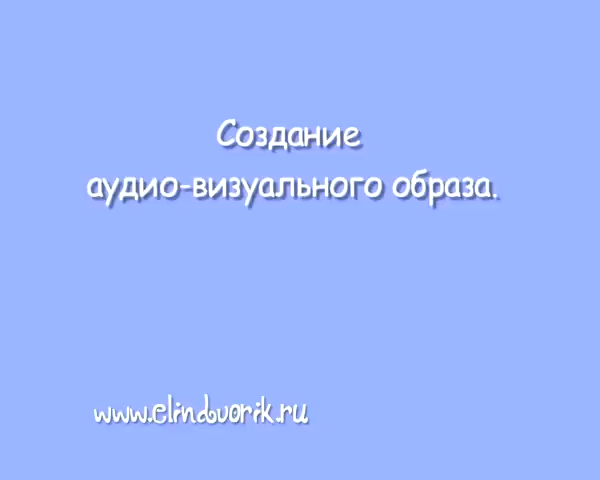 Создание
аудио-визуального образа.
www.elindvorik.ru